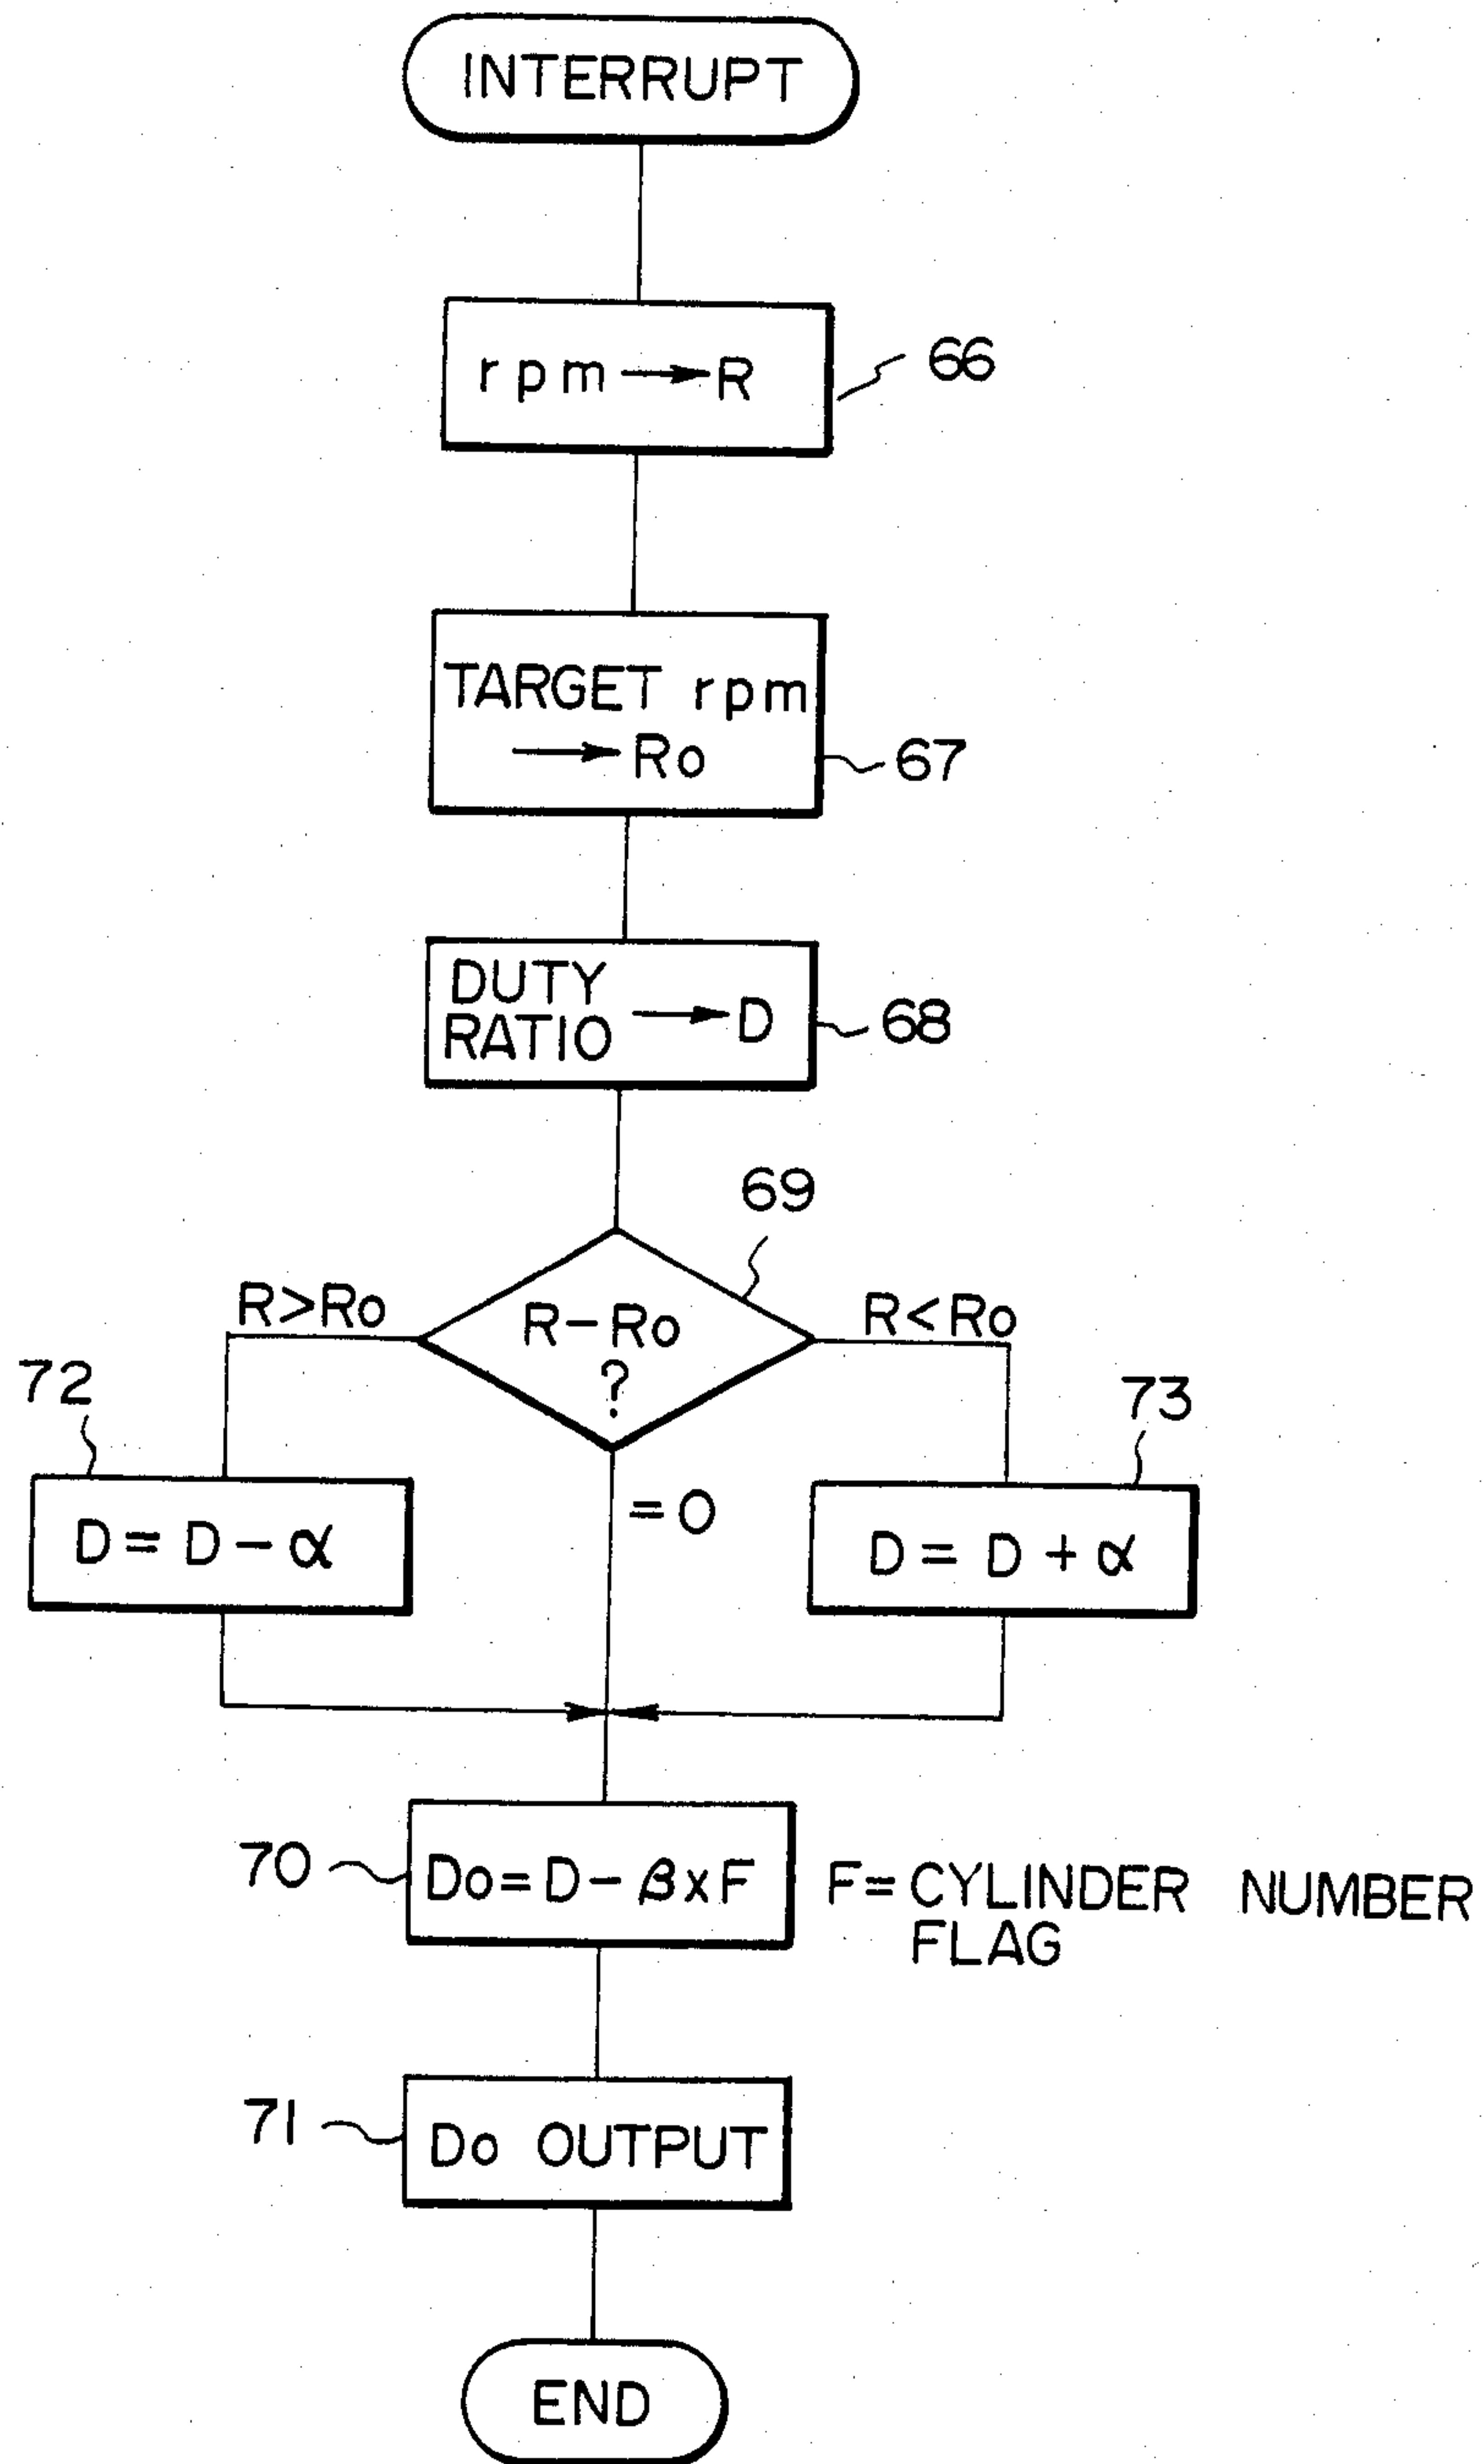 INTERRUPT
rpm → R
66
TARGET rpm
→ Ro
67
DUTY
RATIO → D
68
69
R>Ro
R-Ro
?
R<Ro
72
73
D = D - α
= 0
D = D + α
70
Do = D - β x F
F = CYLINDER NUMBER
FLAG
71
Do OUTPUT
END